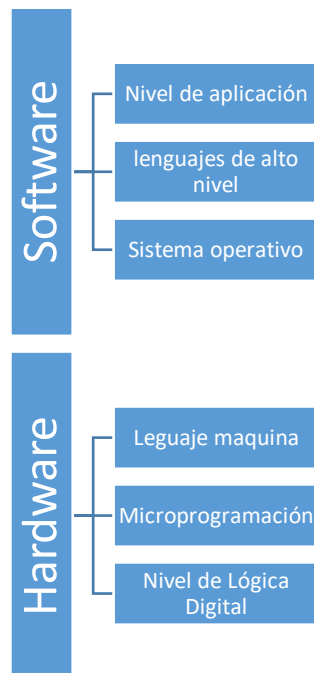 Software
Nivel de aplicación
lenguajes de alto
nivel
Sistema operativo
Hardware
Leguaje maquina
Microprogramación
Nivel de Lógica
Digital